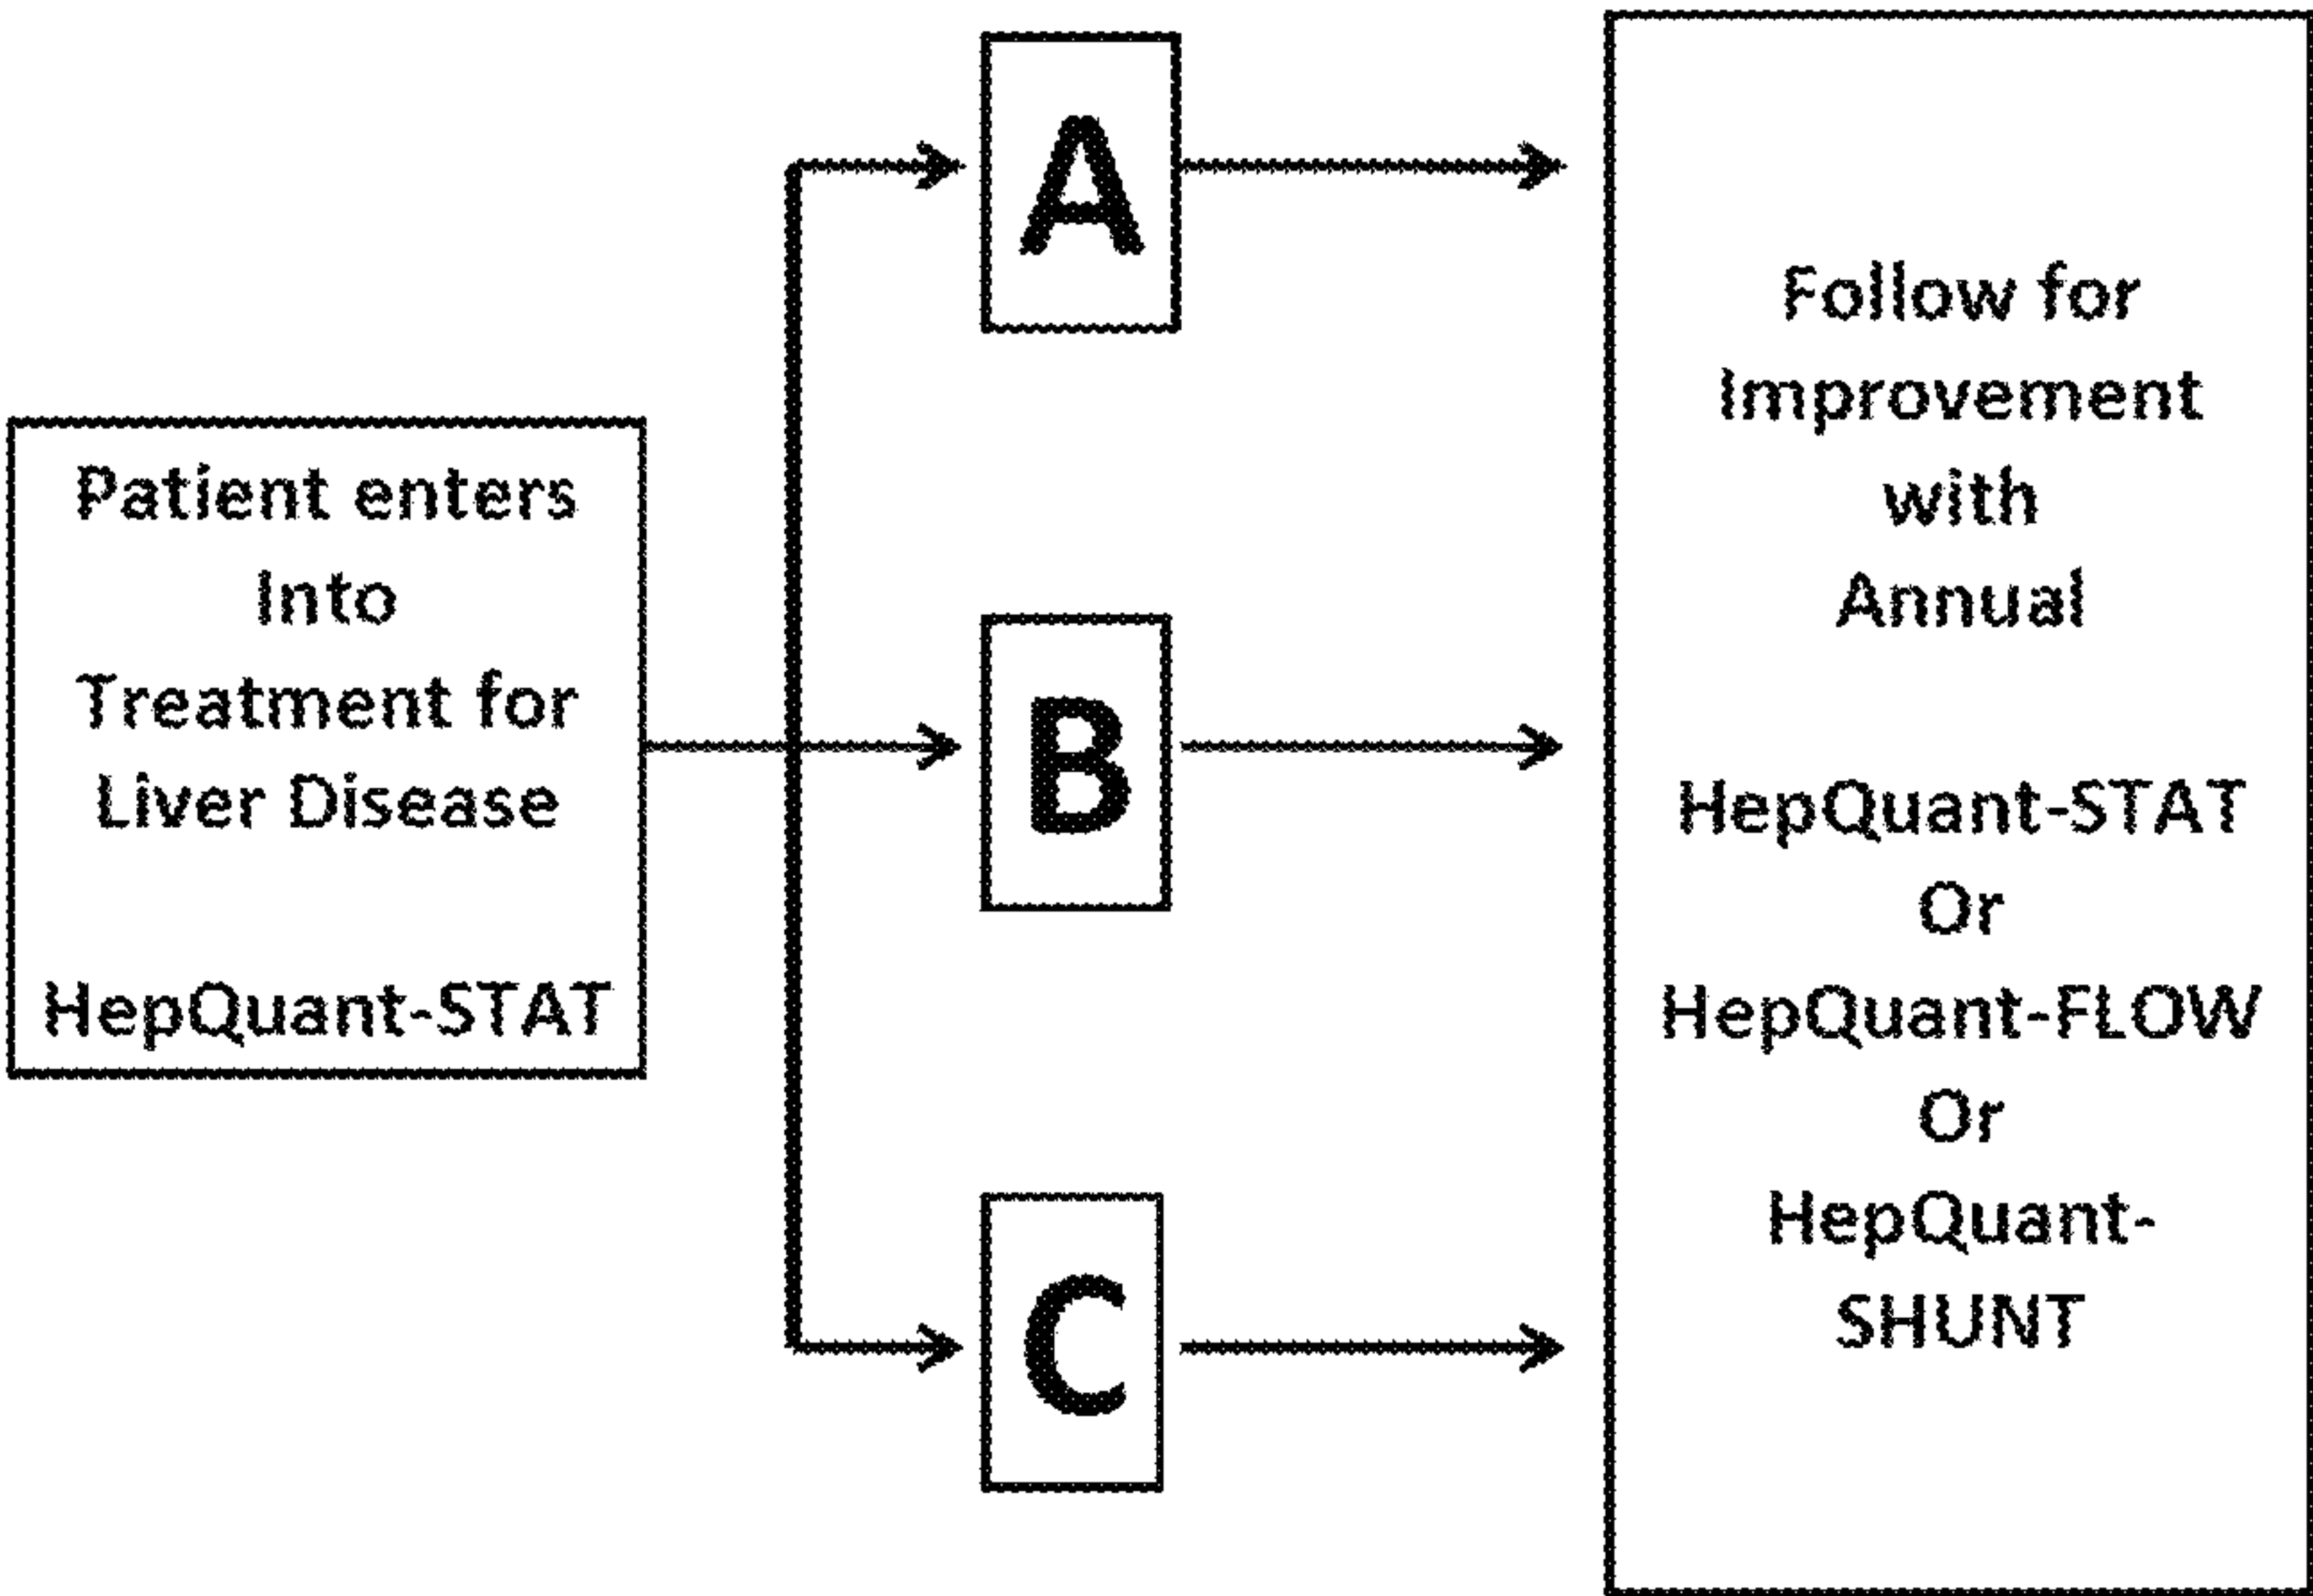 Patient enters
Into
Treatment for
Liver Disease
HepQuant-STAT
A
B
C
Follow for
Improvement
with
Annual
HepQuant-STAT
Or
HepQuant-FLOW
Or
HepQuant-
SHUNT